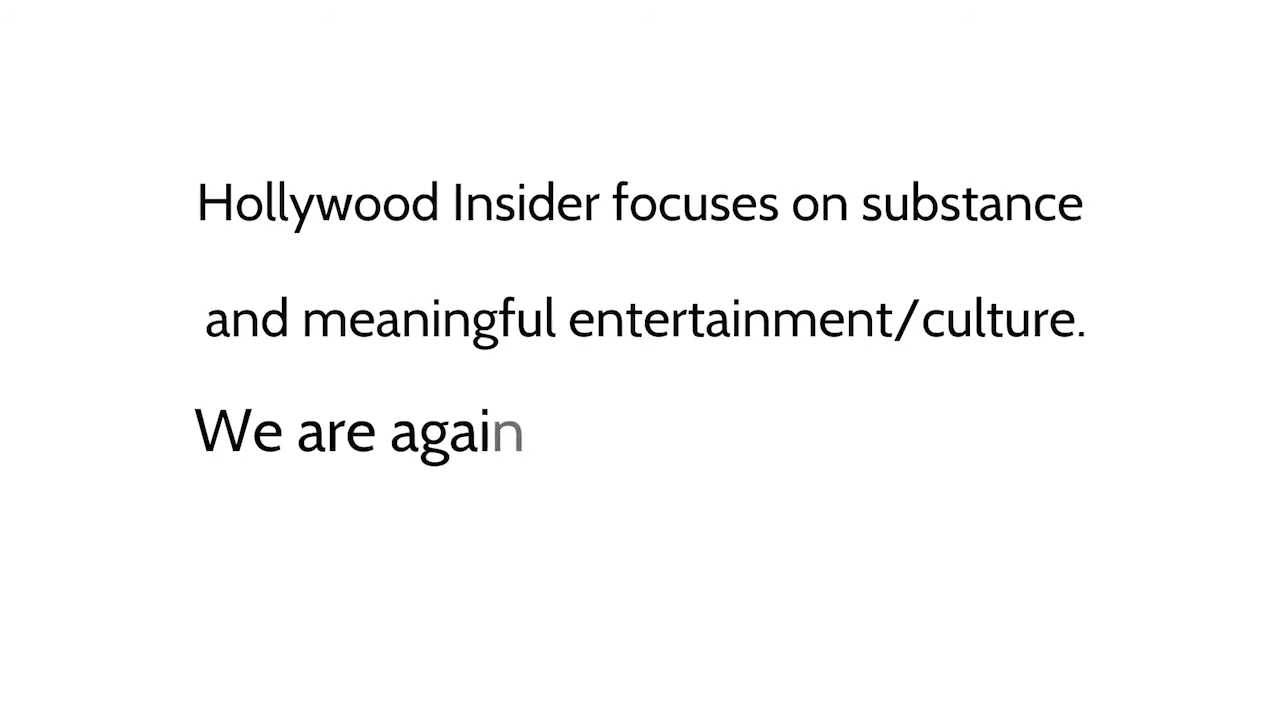 Hollywood Insider focuses on substance
and meaningful entertainment/culture.
We are again